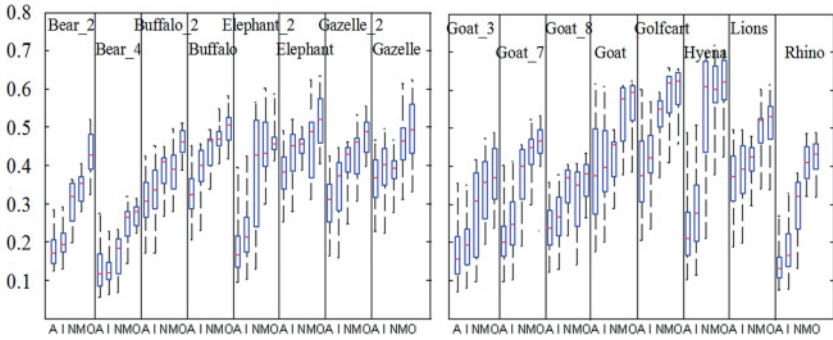 0.8
0.7
0.6
0.5
0.4
0.3
0.2
0.1
Bear_2 Buffalo_2 Elephant_2 Gazelle_2
Bear_4 Buffalo Elephant Gazelle
A I NMOA I NMOA I NMOA I NMOA I NMOA I NMOA I NMOA I NMO
Goat_3 Goat_8 Golfcart Lions
Goat_7 Goat Hyena Rhino
A I NMOA I NMOA I NMOA I NMOA I NMOA I NMOA I NMOA I NMO